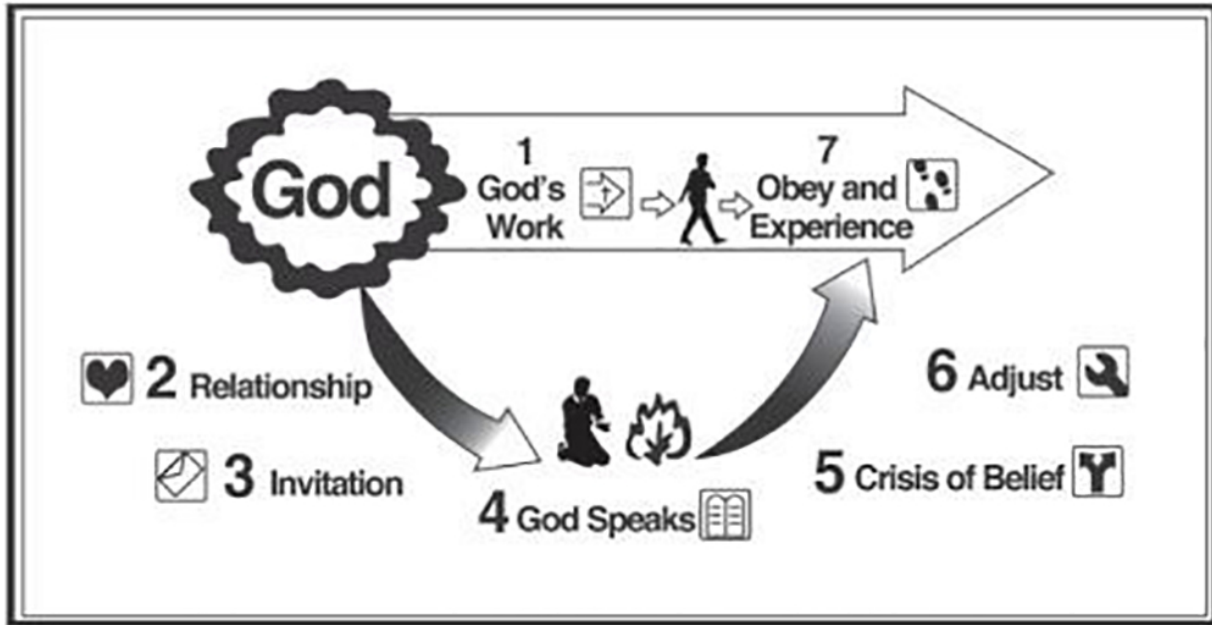 God
1
God's
Work
7
Obey and
Experience
2 Relationship
3 Invitation
4 God Speaks
5 Crisis of Belief
6 Adjust